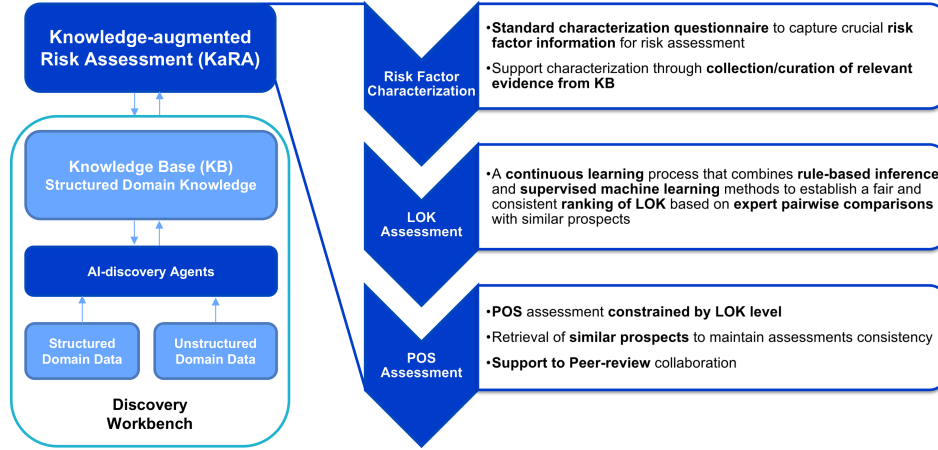 Knowledge-augmented
Risk Assessment (KaRA)
Knowledge Base (KB)
Structured Domain Knowledge
AI-discovery Agents
Structured
Domain Data
Unstructured
Domain Data
Discovery
Workbench
Risk Factor
Characterization
•Standard characterization questionnaire to capture crucial risk
factor information for risk assessment
•Support characterization through collection/curation of relevant
evidence from KB
LOK
Assessment
•A continuous learning process that combines rule-based inference
and supervised machine learning methods to establish a fair and
consistent ranking of LOK based on expert pairwise comparisons
with similar prospects
POS
Assessment
•POS assessment constrained by LOK level
•Retrieval of similar prospects to maintain assessments consistency
•Support to Peer-review collaboration